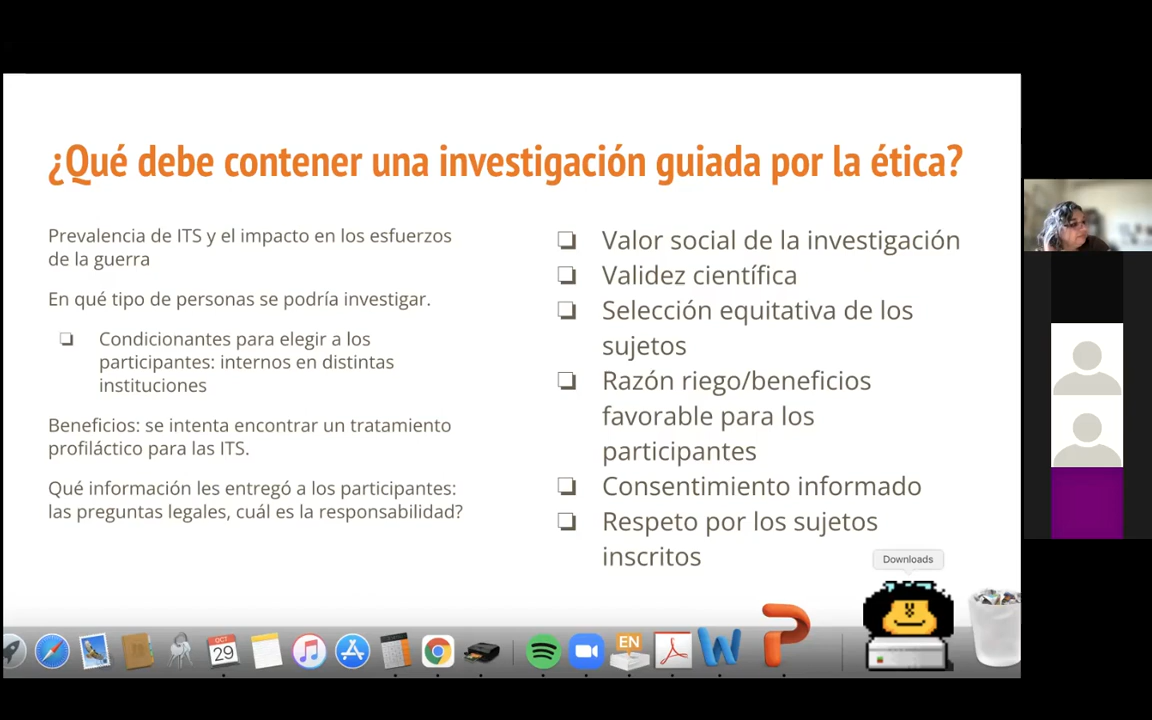 ¿Qué debe contener una investigación guiada por la ética?
Prevalencia de ITS y el impacto en los esfuerzos
de la guerra
En qué tipo de personas se podría investigar.
Condicionantes para elegir a los
participantes: internos en distintas
instituciones
Beneficios: se intenta encontrar un tratamiento
profiláctico para las ITS.
Qué información les entregó a los participantes:
las preguntas legales, cuál es la responsabilidad?
Valor social de la investigación
Validez científica
Selección equitativa de los
sujetos
Razón riego/beneficios
favorable para los
participantes
Consentimiento informado
Respeto por los sujetos
inscritos
Downloads
OCT
29
EN